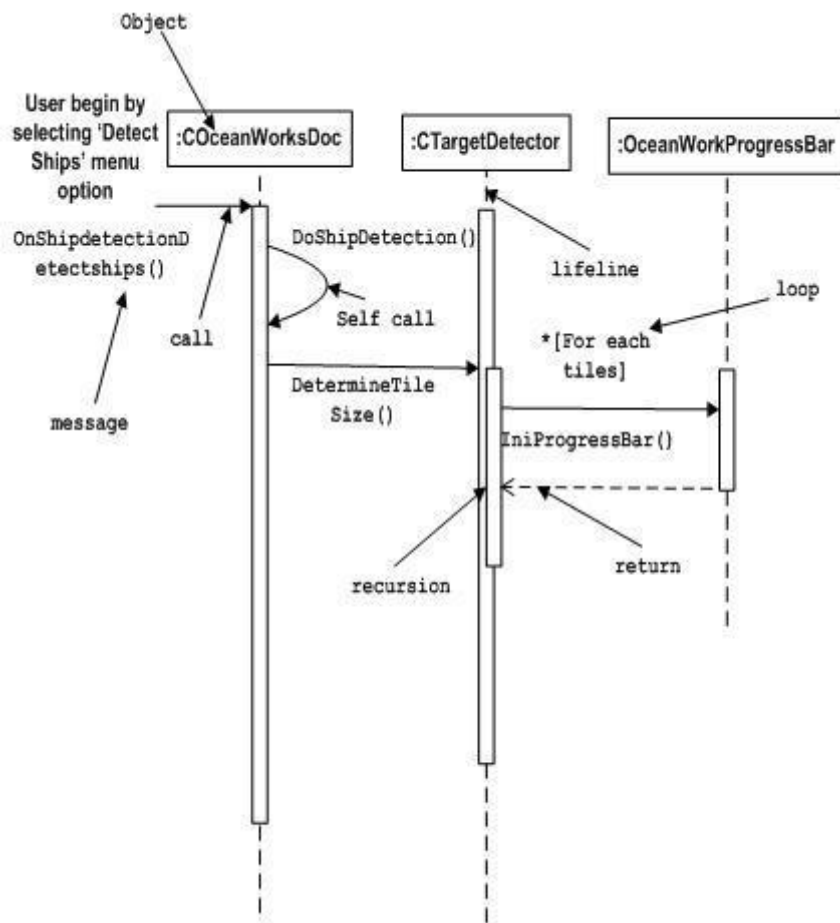 Object
User begin by
selecting 'Detect
Ships' menu
option
:COceanWorksDoc
:CTargetDetector
:OceanWorkProgressBar
OnShipdetectionD
etectships()
DoShipDetection()
lifeline
loop
call
Self call
*[For each
tiles]
message
DetermineTile
Size()
IniProgressBar()
recursion
return